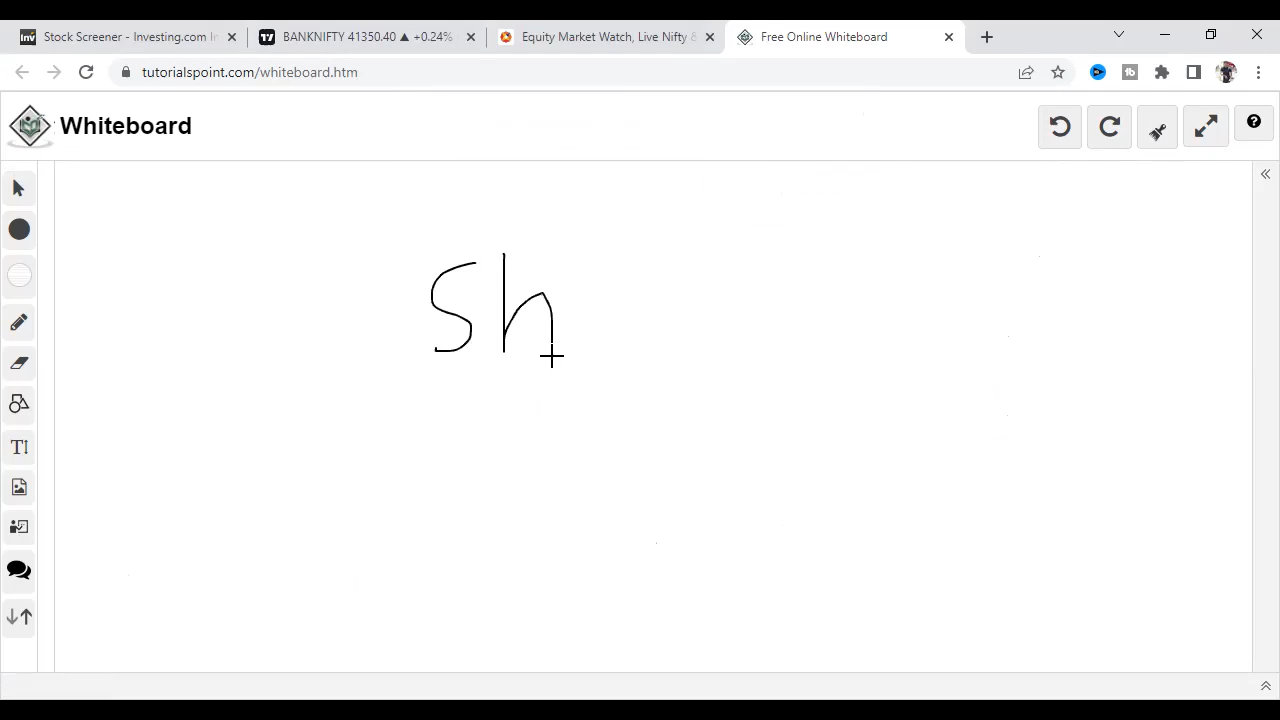 Stock Screener - Investing.com In
BANKNIFTY 41350.40 ▲ +0.24%
Equity Market Watch, Live Nifty &
Free Online Whiteboard
tutorialspoint.com/whiteboard.htm
Whiteboard
Sh